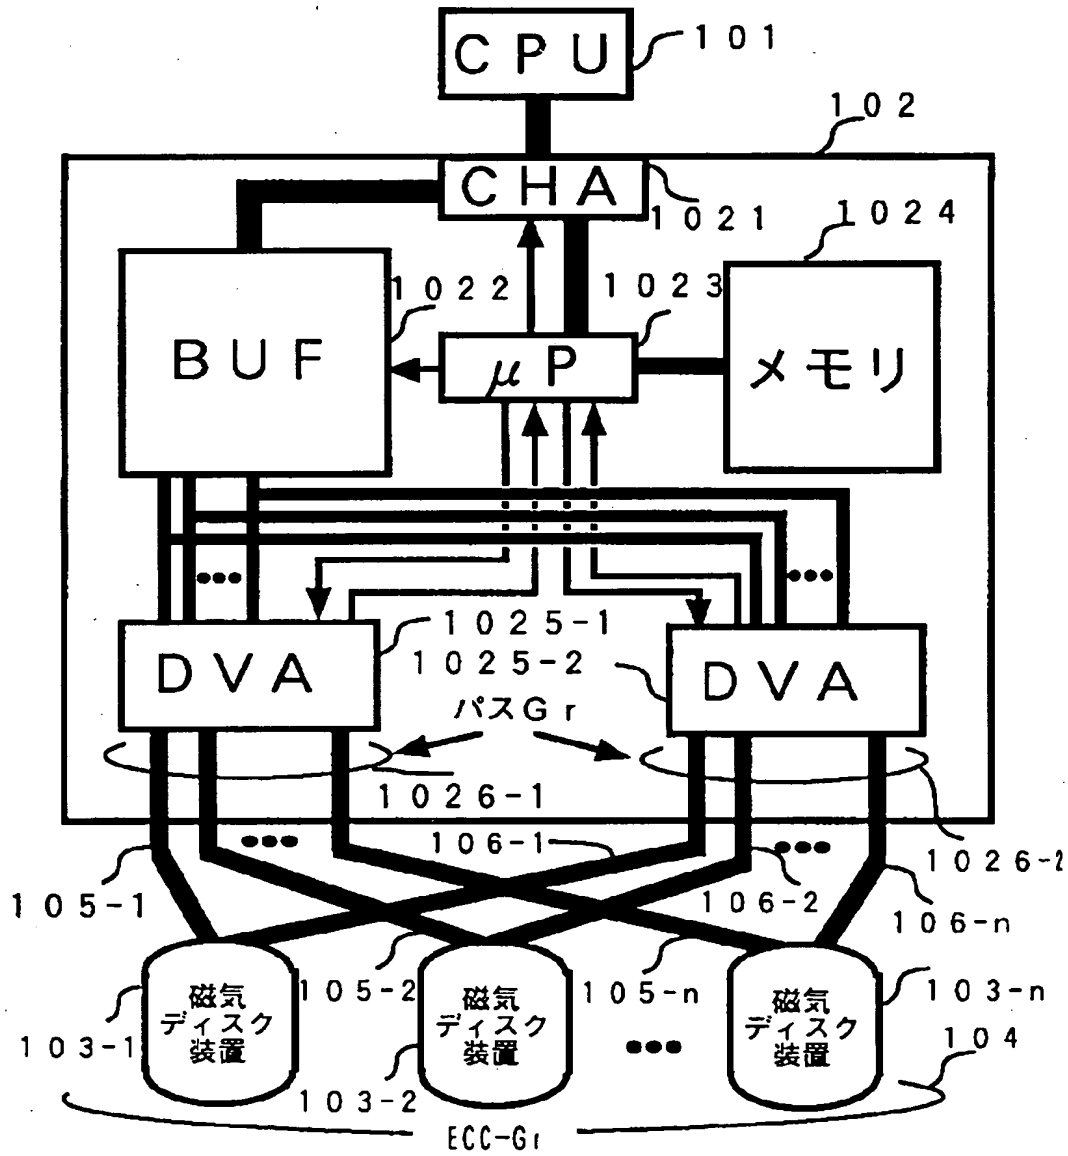 CPU
101
102
CHA
1021
1024
1022
1023
BUF
μP
メモリ
•••
•••
1025-1
1025-2
DVA
DVA
パスGr
1026-1
•••
106-1
•••
1026-2
105-1
106-2
106-n
105-2
105-n
103-n
磁気
ディスク
装置
磁気
ディスク
装置
磁気
ディスク
装置
103-1
•••
104
103-2
ECC-Gr